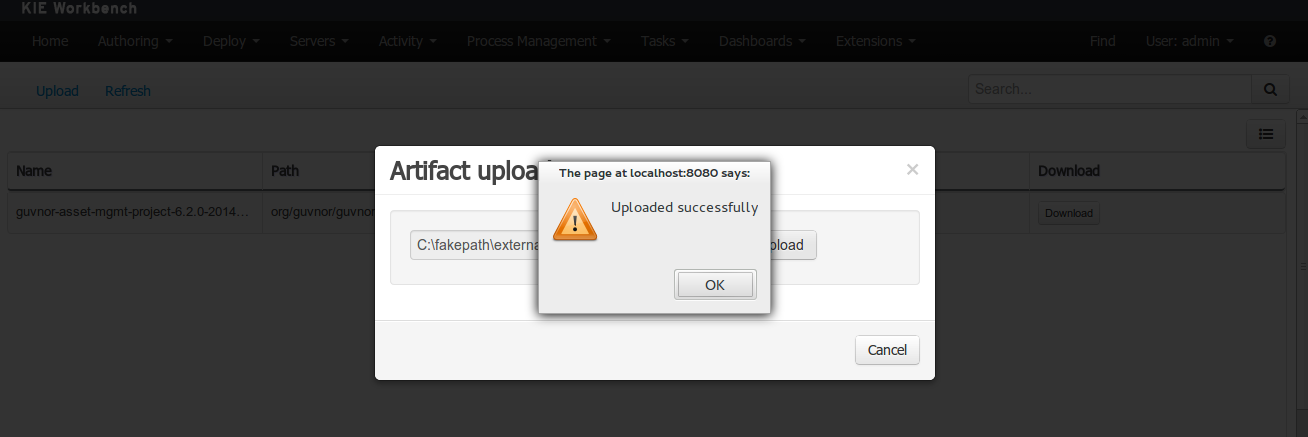 KIE Workbench
Home Authoring Deploy Servers Activity Process Management Tasks Dashboards Extensions Find User: admin
Upload Refresh Search...
Artifact upload
The page at localhost:8080 says:
Uploaded successfully
OK
Name Path Download
guvnor-asset-mgmt-project-6.2.0-2014... org/guvnor/guvnor Download
C:\fakepath\externa pload
Cancel